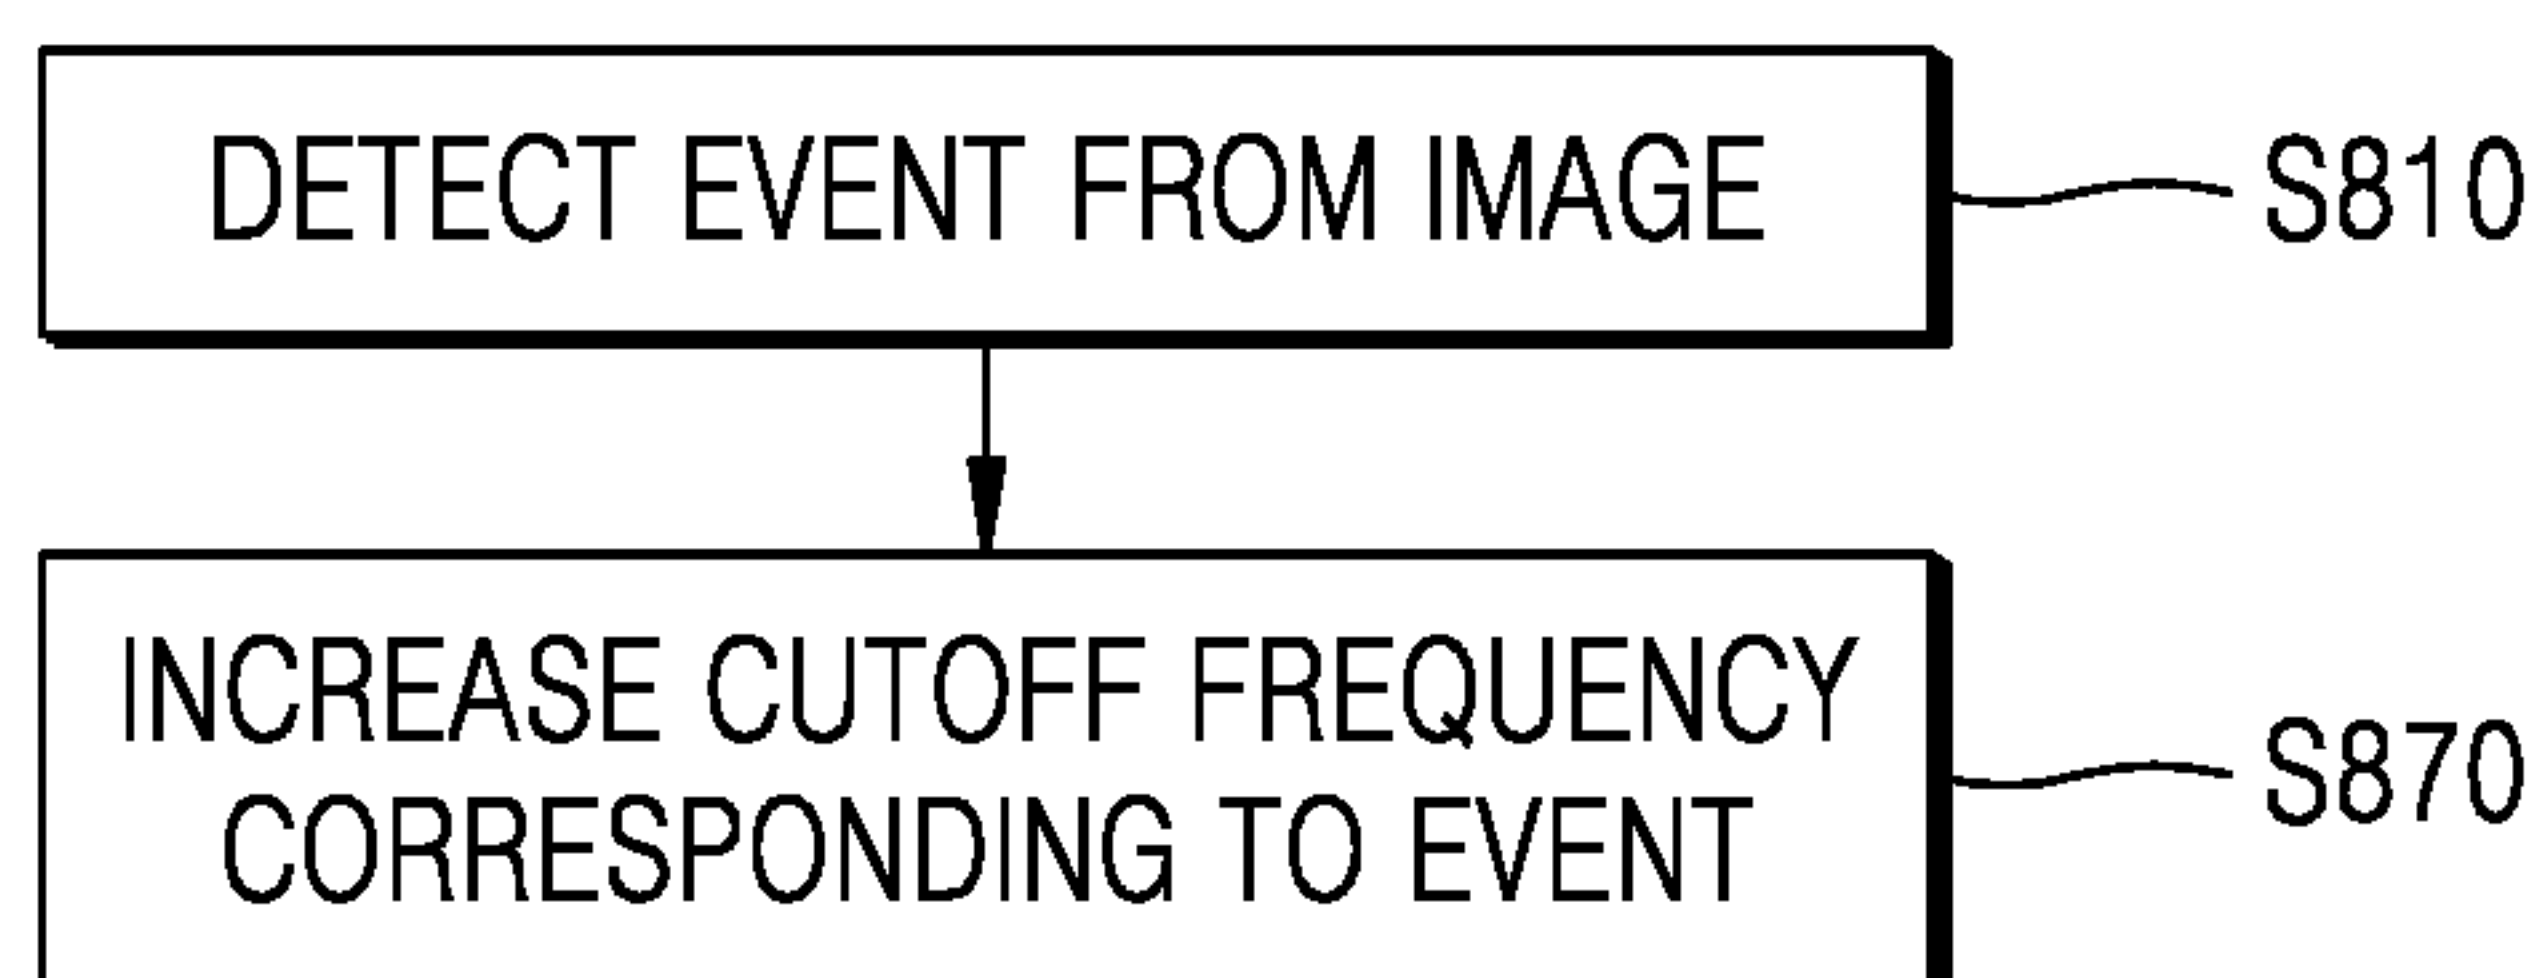 DETECT EVENT FROM IMAGE
S810
INCREASE CUTOFF FREQUENCY
CORRESPONDING TO EVENT
S870